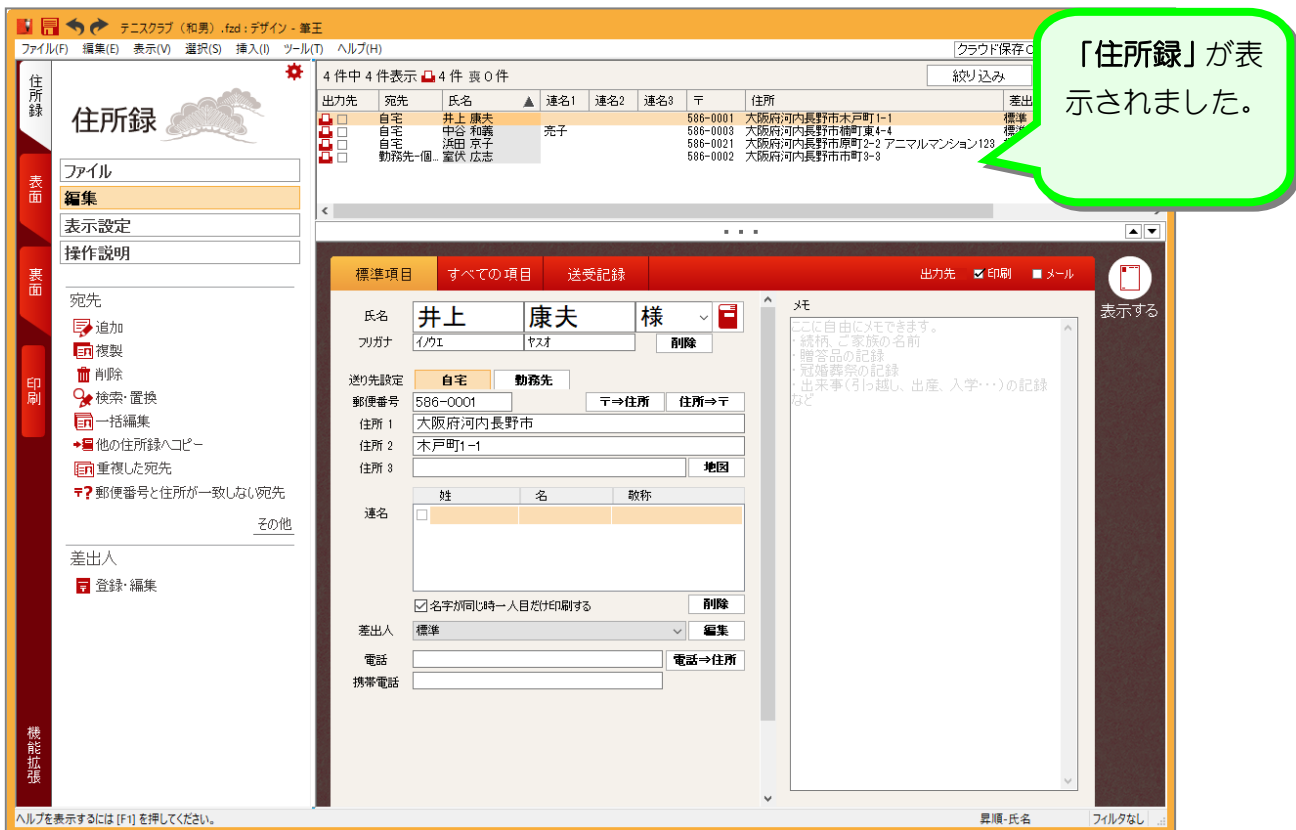 テニスクラブ（和男）.fzd : デザイン - 筆王
ファイル(F) 編集(E) 表示(V) 選択(S) 挿入(I) ツール(T) ヘルプ(H)
クラウド保存
「住所録」が表
示されました。
住所録
表面
裏面
印刷
機能拡張
住所録
ファイル
編集
表示設定
操作説明
宛先
追加
複製
削除
検索・置換
一括編集
他の住所録へコピー
重複した宛先
〒?郵便番号と住所が一致しない宛先
その他
差出人
登録・編集
4 件中 4 件表示 4 件 喪 0 件
絞り込み
出力先 宛先 氏名 ▲ 連名1 連名2 連名3 〒 住所 差出
自宅 井上 康夫 586-0001 大阪府河内長野市木戸町1-1 標準
自宅 中谷 和義 売子 586-0003 大阪府河内長野市楠町東4-4
自宅 浜田 京子 586-0021 大阪府河内長野市原町2-2 アニマルマンション123
勤務先-個… 室伏 広志 586-0002 大阪府河内長野市市町3-3
標準項目 すべての項目 送受記録 出力先 印刷 メール
表示する
氏名 井上 康夫 様
フリガナ イノウエ ヤスオ 削除
送り先設定 自宅 勤務先
郵便番号 586-0001 〒⇒住所 住所⇒〒
住所 1 大阪府河内長野市
住所 2 木戸町1-1
住所 3 地図
姓 名 敬称
連名
名字が同じ時一人目だけ印刷する 削除
差出人 標準 編集
電話 電話⇒住所
携帯電話
メモ
ここに自由にメモできます。
・続柄、ご家族の名前
・贈答品の記録
・冠婚葬祭の記録
・出来事(引っ越し、出産、入学・・・)の記録
など
ヘルプを表示するには [F1] を押してください。 昇順-氏名 フィルタなし